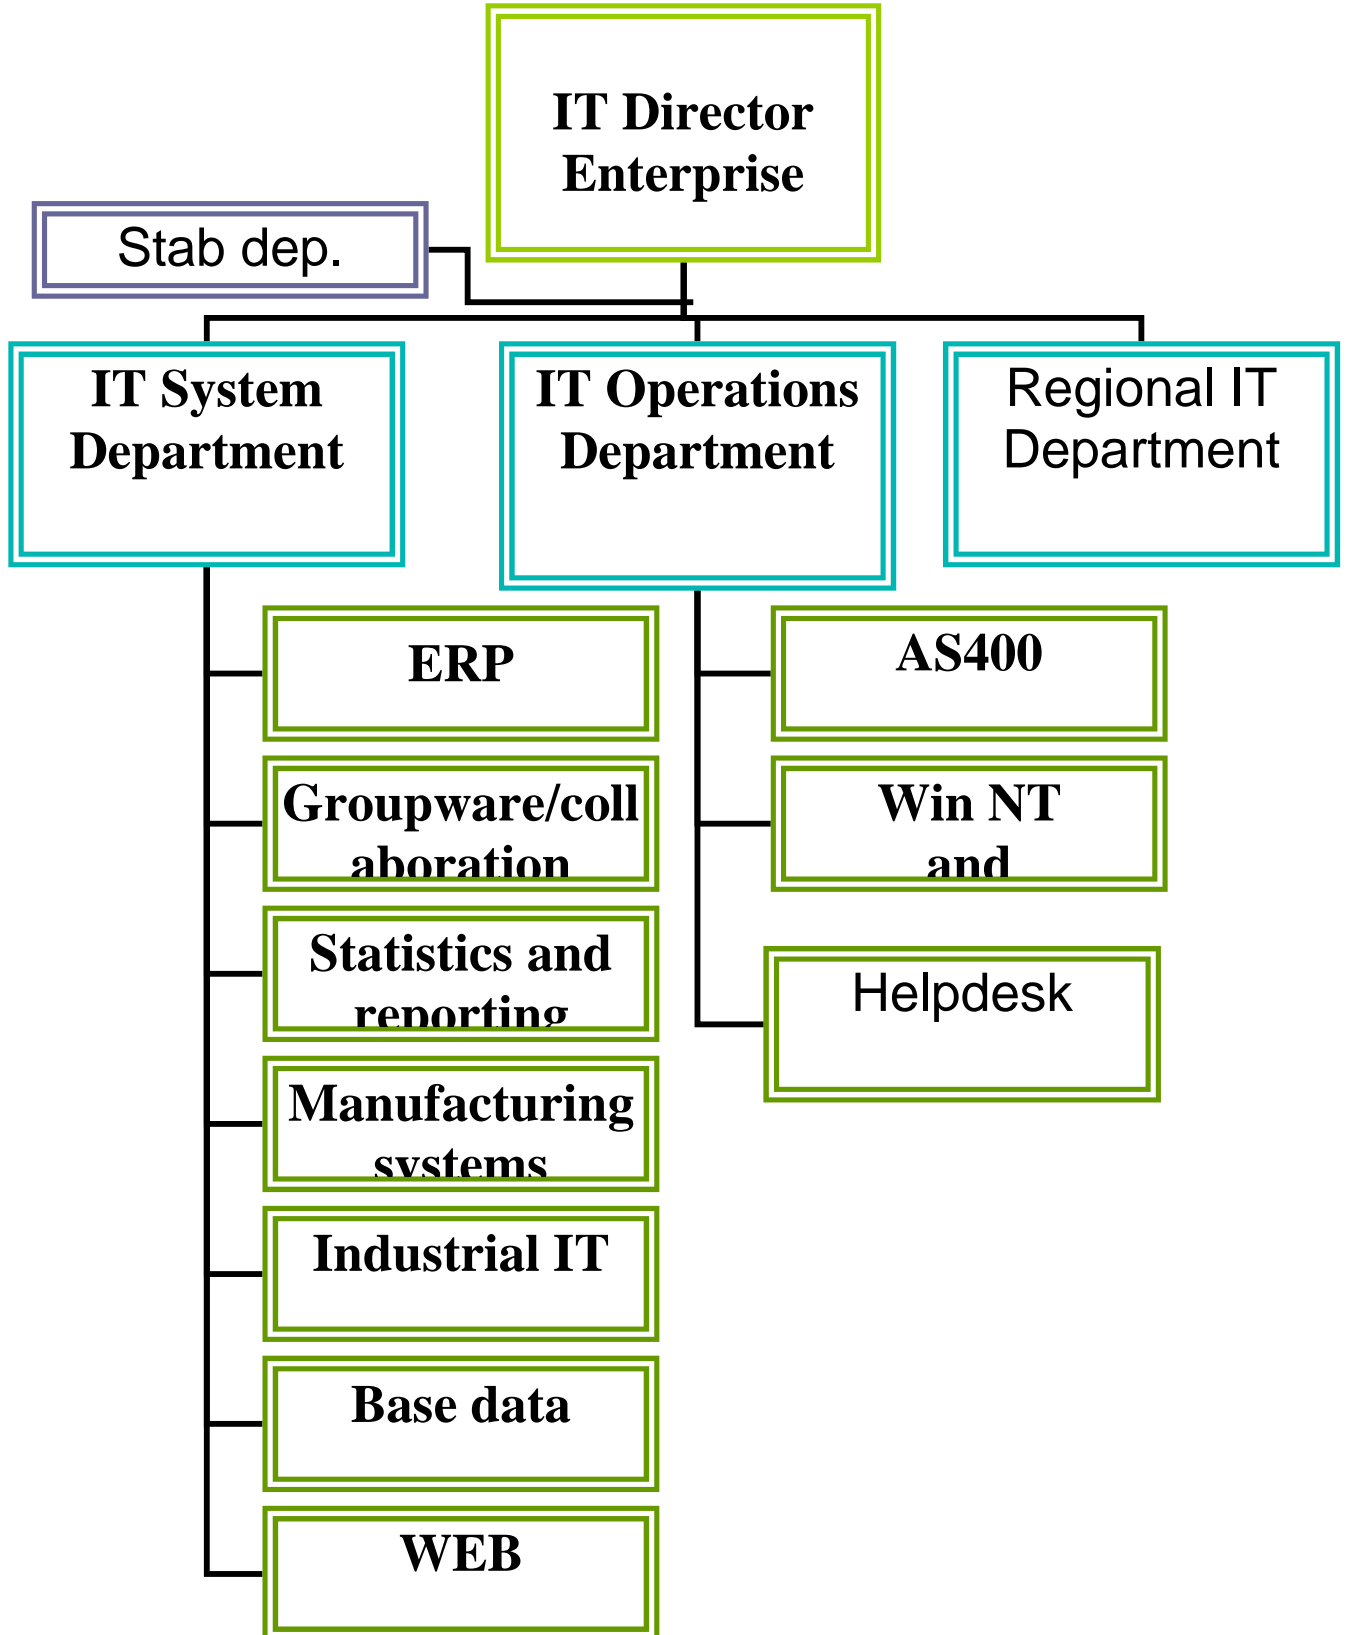 IT Director
Enterprise
Stab dep.
IT System
Department
IT Operations
Department
Regional IT
Department
ERP
Groupware/coll
aboration
Statistics and
reporting
Manufacturing
systems
Industrial IT
Base data
WEB
AS400
Win NT
and
Helpdesk